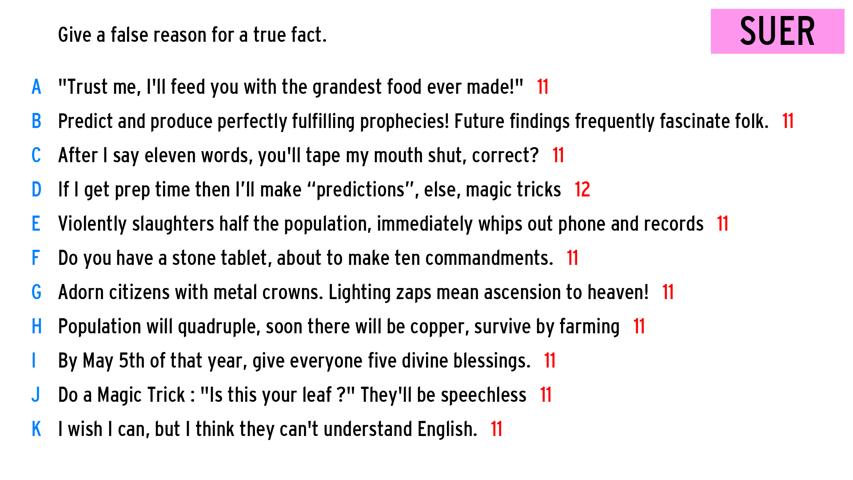 Give a false reason for a true fact.
SUER
A "Trust me, I'll feed you with the grandest food ever made!" 11
B Predict and produce perfectly fulfilling prophecies! Future findings frequently fascinate folk. 11
C After I say eleven words, you'll tape my mouth shut, correct? 11
D If I get prep time then I’ll make “predictions”, else, magic tricks 12
E Violently slaughters half the population, immediately whips out phone and records 11
F Do you have a stone tablet, about to make ten commandments. 11
G Adorn citizens with metal crowns. Lighting zaps mean ascension to heaven! 11
H Population will quadruple, soon there will be copper, survive by farming 11
I By May 5th of that year, give everyone five divine blessings. 11
J Do a Magic Trick : "Is this your leaf ?" They'll be speechless 11
K I wish I can, but I think they can't understand English. 11